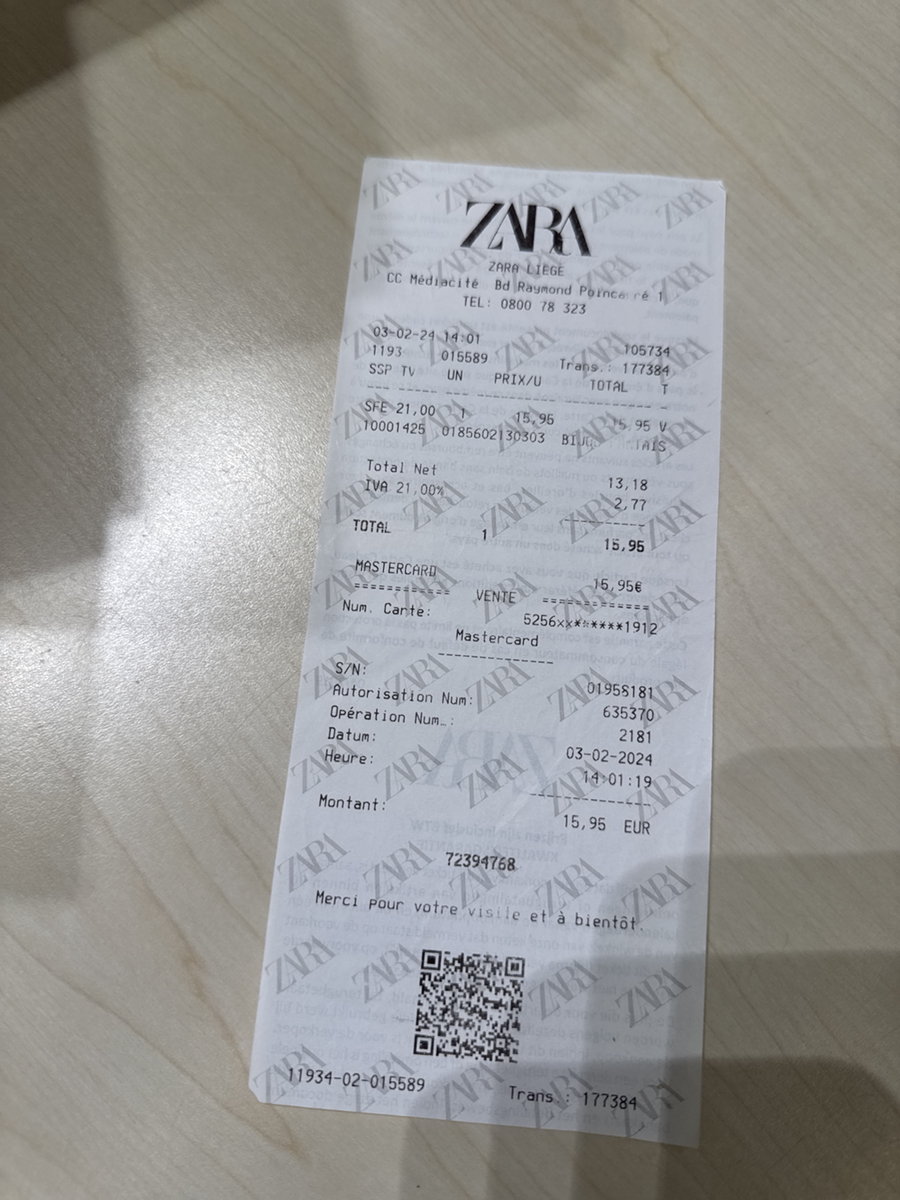 ZARA
ZARA LIEGE
CC Médiacité Bd Raymond Poincaré 1
TEL: 0800 78 323
03-02-24 14:01 105734
1193 015589 Trans.: 177384
SSP TV UN PRIX/U TOTAL T
SFE 21,00 1 15,95 15,95 V
10001425 0185602130303
Total Net 13,18
IVA 21,00% 2,77
TOTAL 1 15,95
MASTERCARD 15,95€
============ VENTE ============
Num. Carte: 5256********1912
Mastercard
S/N: 01958181
Autorisation Num: 635370
Opération Num.: 2181
Datum: 03-02-2024
Heure: 14:01:19
Montant: 15,95 EUR
72394768
Merci pour votre visite et à bientôt.
11934-02-015589 Trans.: 177384